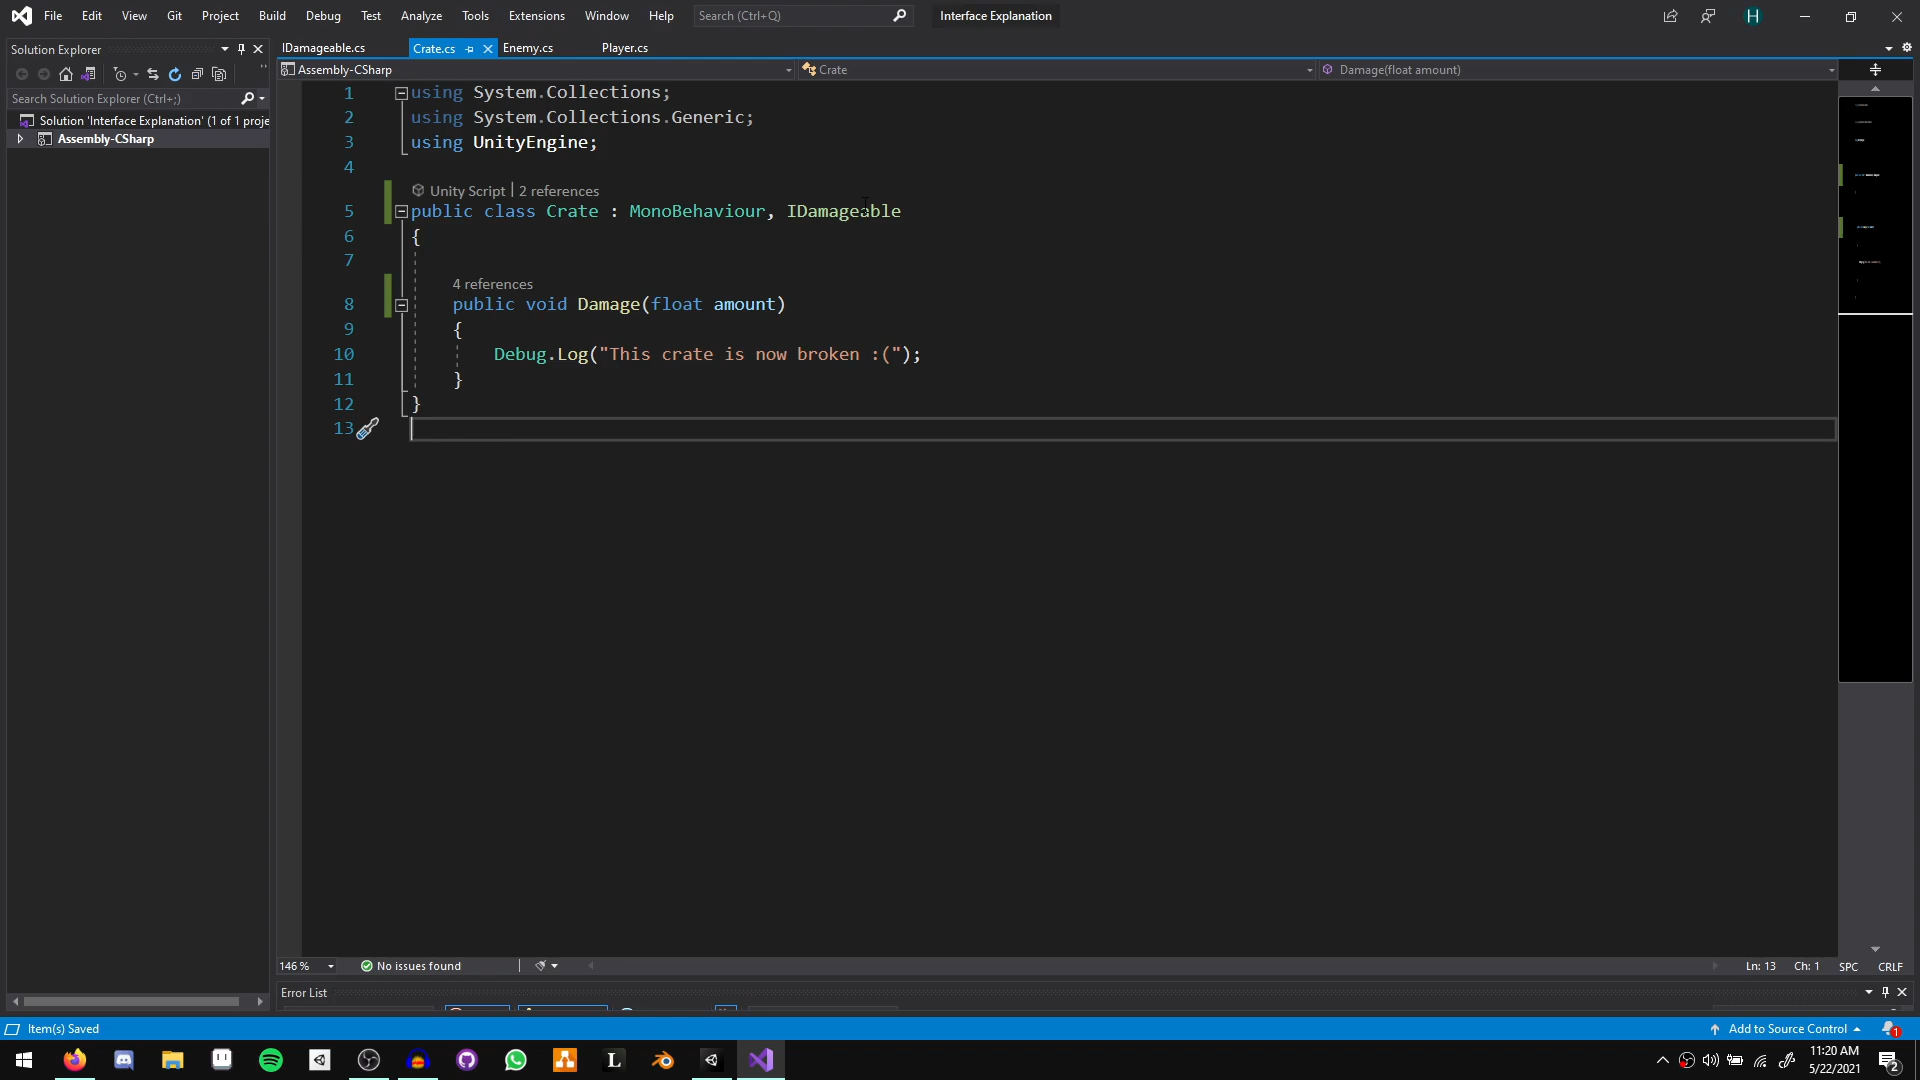 File Edit View Git Project Build Debug Test Analyze Tools Extensions Window Help Search (Ctrl+Q) Interface Explanation H
Solution Explorer
Search Solution Explorer (Ctrl+;)
Solution 'Interface Explanation' (1 of 1 proje
Assembly-CSharp
IDamageable.cs Crate.cs Enemy.cs Player.cs
Assembly-CSharp Crate Damage(float amount)
1 using System.Collections;
2 using System.Collections.Generic;
3 using UnityEngine;
4
Unity Script | 2 references
5 public class Crate : MonoBehaviour, IDamageable
6 {
7
4 references
8 public void Damage(float amount)
9 {
10 Debug.Log("This crate is now broken :(");
11 }
12 }
13
146 % No issues found Ln: 13 Ch: 1 SPC CRLF
Error List
Item(s) Saved Add to Source Control 1
L 11:20 AM
5/22/2021
2